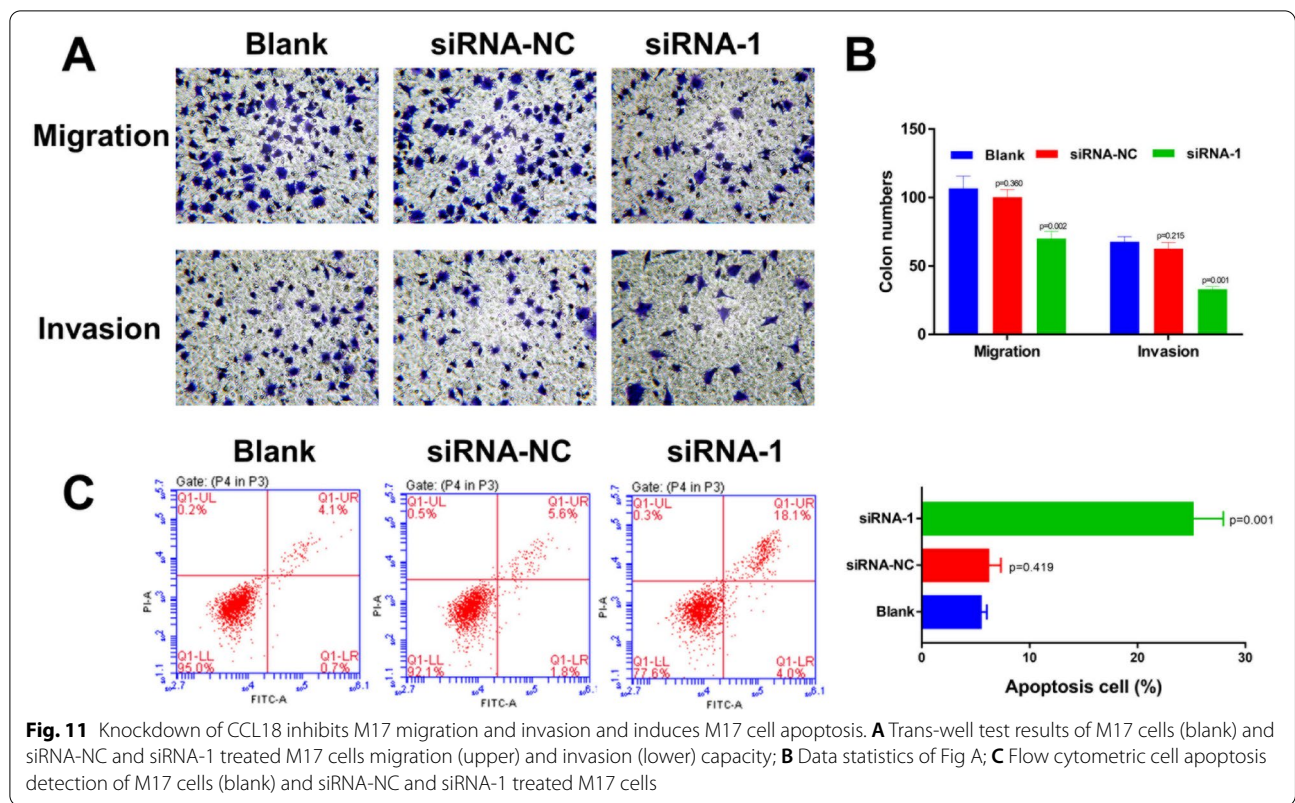 A
Blank
siRNA-NC
siRNA-1
Migration
Invasion
B
150
100
50
0
Colon numbers
Blank
siRNA-NC
siRNA-1
p=0.360
p=0.002
p=0.215
p=0.001
Migration
Invasion
C
Blank
siRNA-NC
siRNA-1
Gate: (P4 in P3)
Q1-UL
0.2%
Q1-UR
4.1%
Q1-LL
95.0%
Q1-LR
0.7%
PI-A
FITC-A
Gate: (P4 in P3)
Q1-UL
0.5%
Q1-UR
5.6%
Q1-LL
92.1%
Q1-LR
1.8%
PI-A
FITC-A
Gate: (P4 in P3)
Q1-UL
0.3%
Q1-UR
18.1%
Q1-LL
77.6%
Q1-LR
4.0%
PI-A
FITC-A
siRNA-1
p=0.001
siRNA-NC
p=0.419
Blank
0
10
20
30
Apoptosis cell (%)
Fig. 11 Knockdown of CCL18 inhibits M17 migration and invasion and induces M17 cell apoptosis. A Trans-well test results of M17 cells (blank) and
siRNA-NC and siRNA-1 treated M17 cells migration (upper) and invasion (lower) capacity; B Data statistics of Fig A; C Flow cytometric cell apoptosis
detection of M17 cells (blank) and siRNA-NC and siRNA-1 treated M17 cells